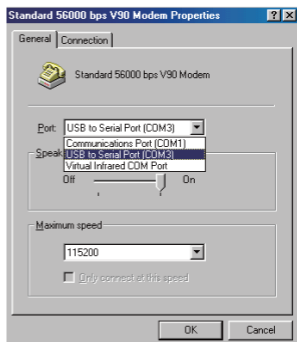 Standard 56000 bps V90 Modem Properties
General Connection
Standard 56000 bps V90 Modem
Port: USB to Serial Port (COM3)
Communications Port (COM1)
USB to Serial Port (COM3)
Virtual Infrared COM Port
Speak
Off On
Maximum speed
115200
Only connect at this speed
OK Cancel